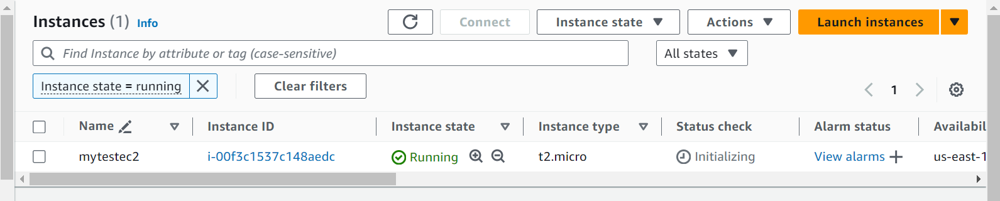 Instances (1) Info Connect Instance state Actions Launch instances
Find Instance by attribute or tag (case-sensitive) All states
Instance state = running Clear filters 1
Name Instance ID Instance state Instance type Status check Alarm status Availabil
mytestec2 i-00f3c1537c148aedc Running t2.micro Initializing View alarms us-east-1